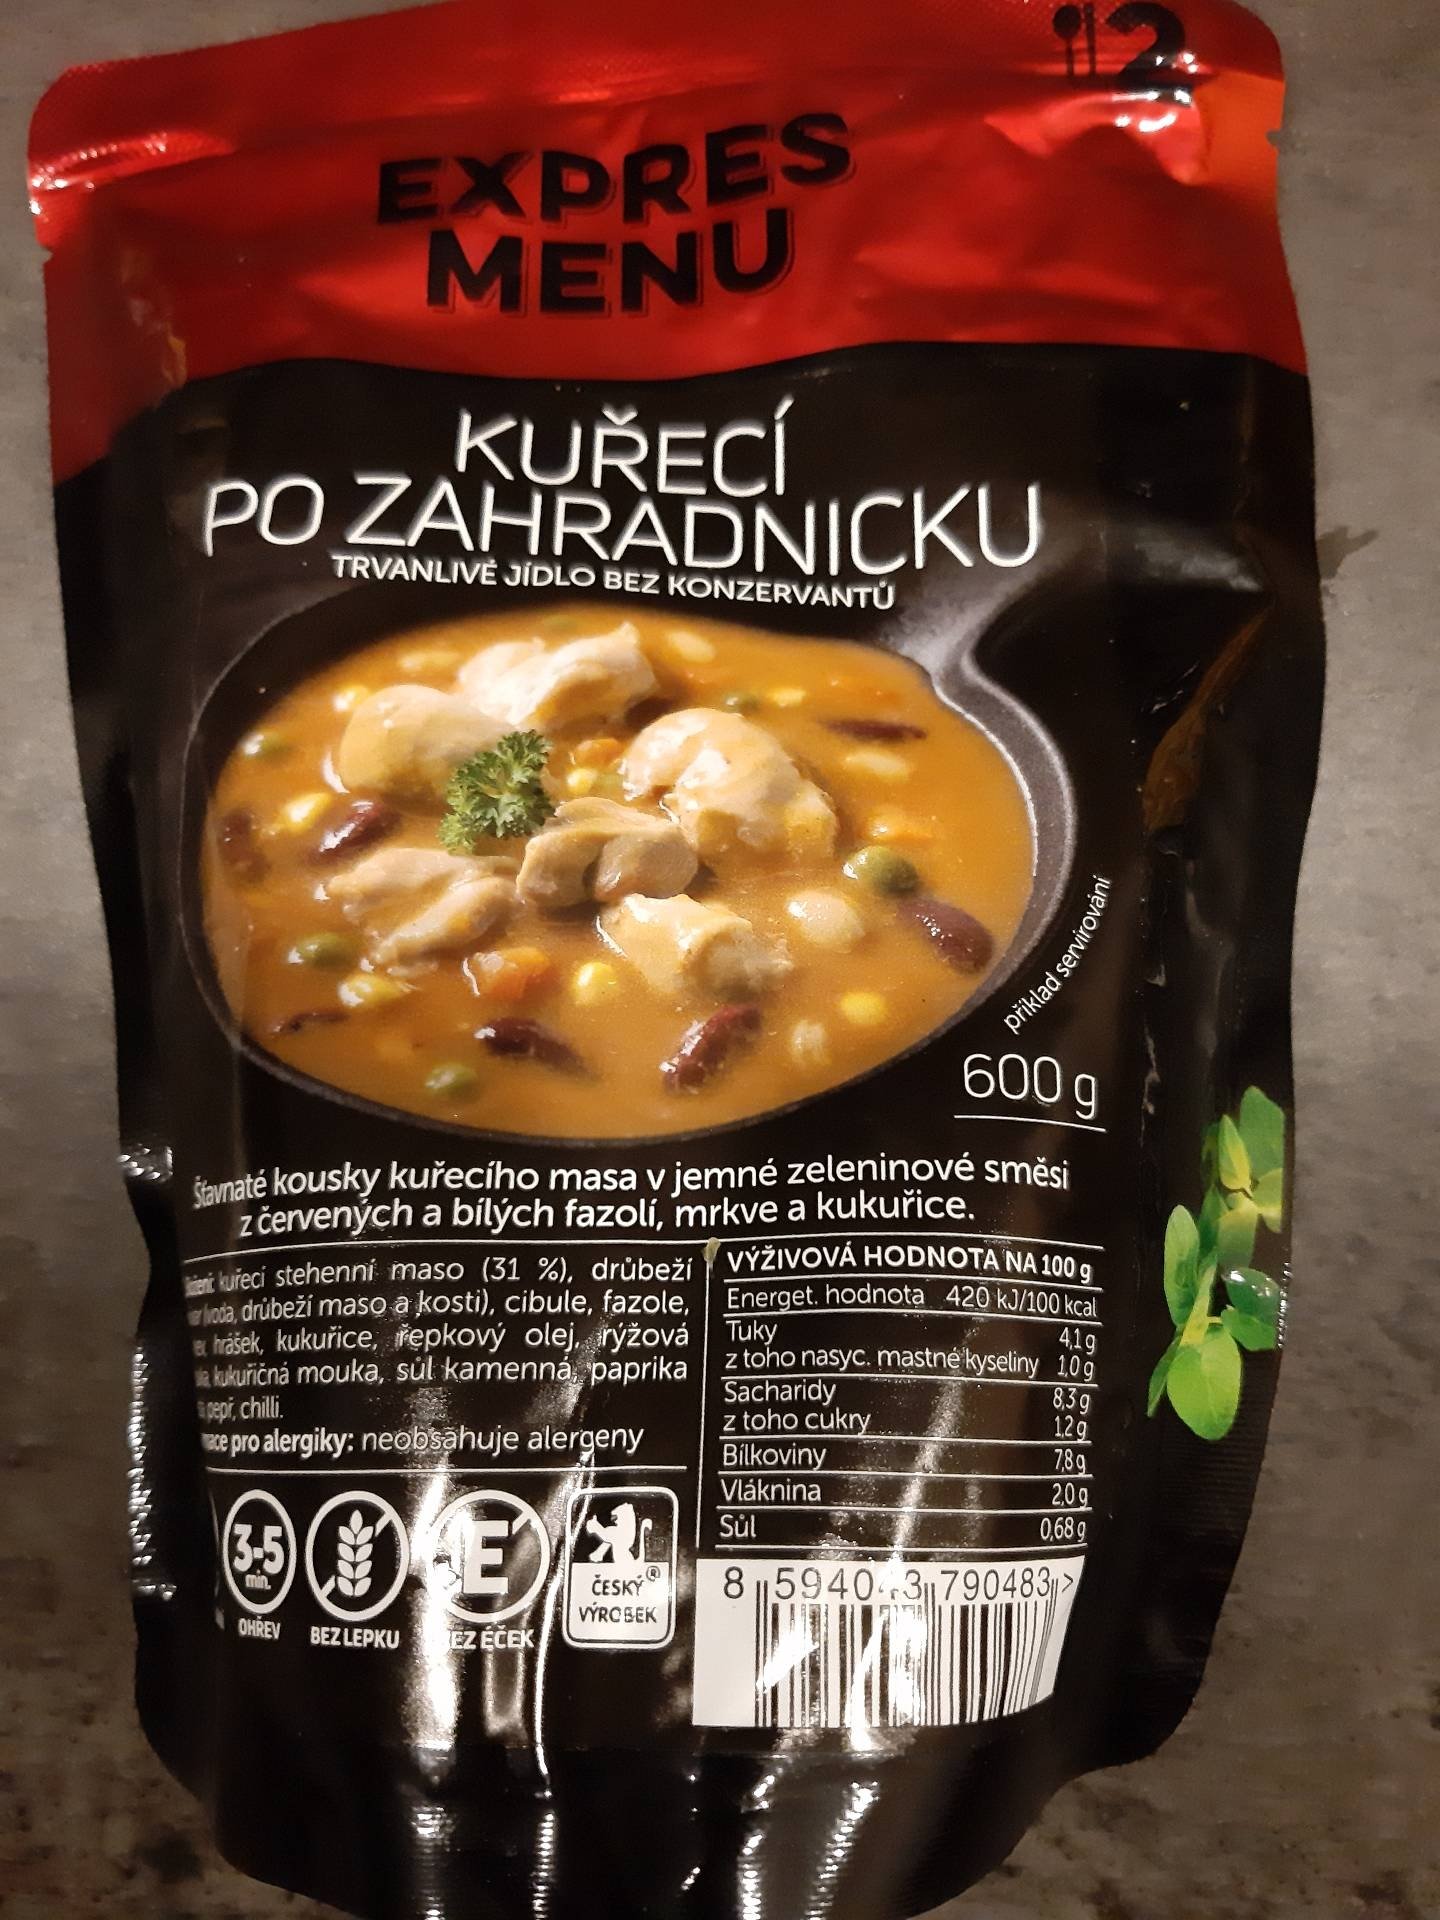 2
EXPRES
MENU
KUŘECÍ
PO ZAHRADNICKU
TRVANLIVÉ JÍDLO BEZ KONZERVANTŮ
příklad servírování
600 g
Šťavnaté kousky kuřecího masa v jemné zeleninové směsi
z červených a bílých fazolí, mrkve a kukuřice.
kuřecí stehenní maso (31 %), drůbeží
(voda, drůbeží maso a kosti), cibule, fazole,
hrášek, kukuřice, řepkový olej, rýžová
kukuřičná mouka, sůl kamenná, paprika
pepř, chilli.
pro alergiky: neobsahuje alergeny
VÝŽIVOVÁ HODNOTA NA 100 g
Energet. hodnota 420 kJ/100 kcal
Tuky 4,1 g
z toho nasyc. mastné kyseliny 1,0 g
Sacharidy 8,3 g
z toho cukry 1,2 g
Bílkoviny 7,8 g
Vláknina 2,0 g
Sůl 0,68 g
3-5
min.
OHŘEV
BEZ LEPKU
E
BEZ ÉČEK
ČESKÝ®
VÝROBEK
8 790483 >